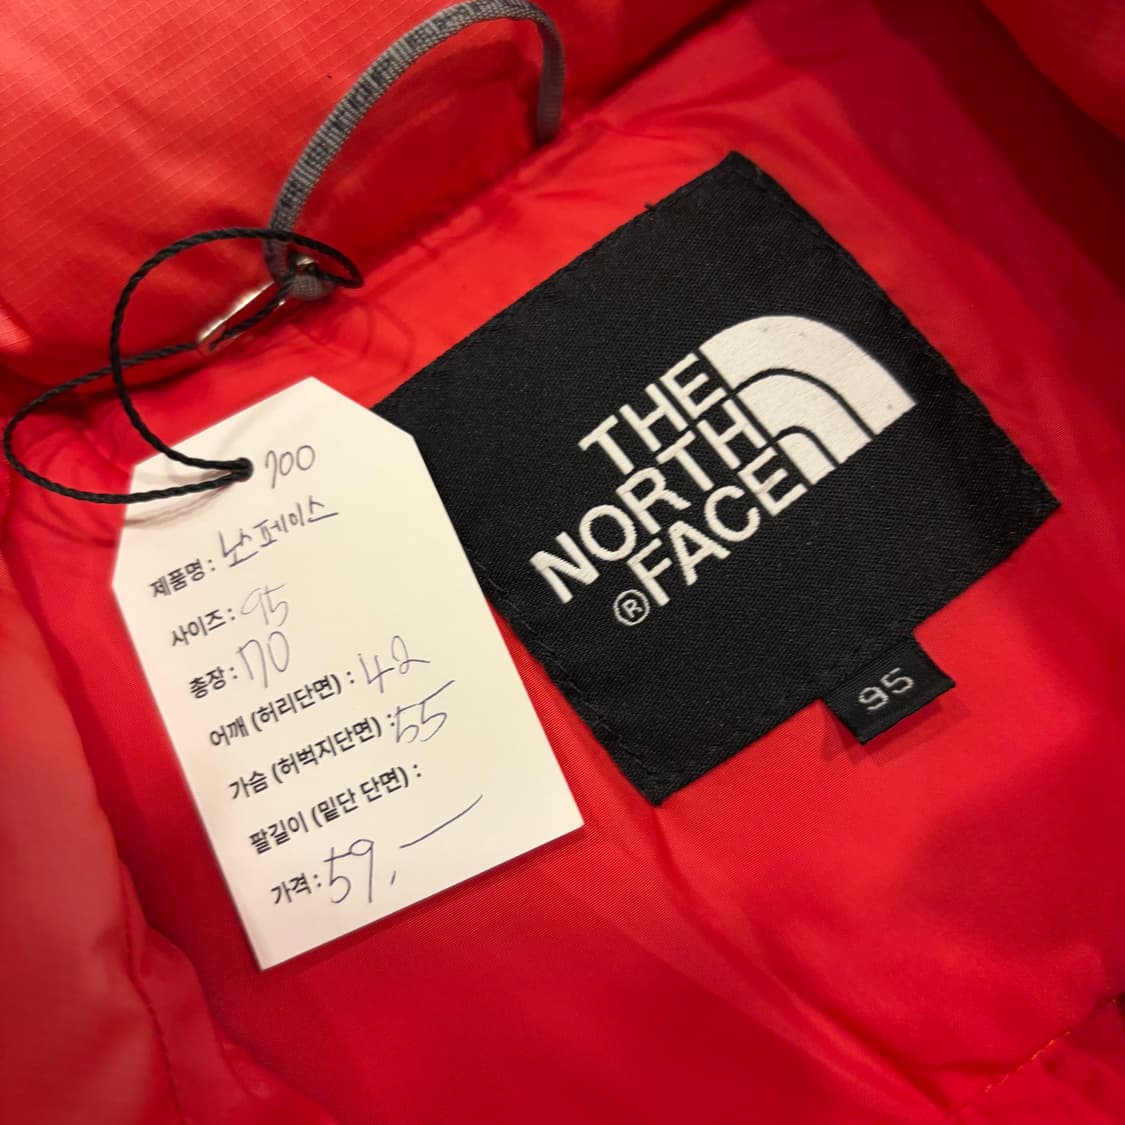 700
제품명 : 노스페이스
사이즈 : 95
총장 : 70
어깨 (허리단면) : 42
가슴 (허벅지단면) : 55
팔길이 (밑단 단면) :
가격 : 59,—
THE
NORTH
FACE
®
95